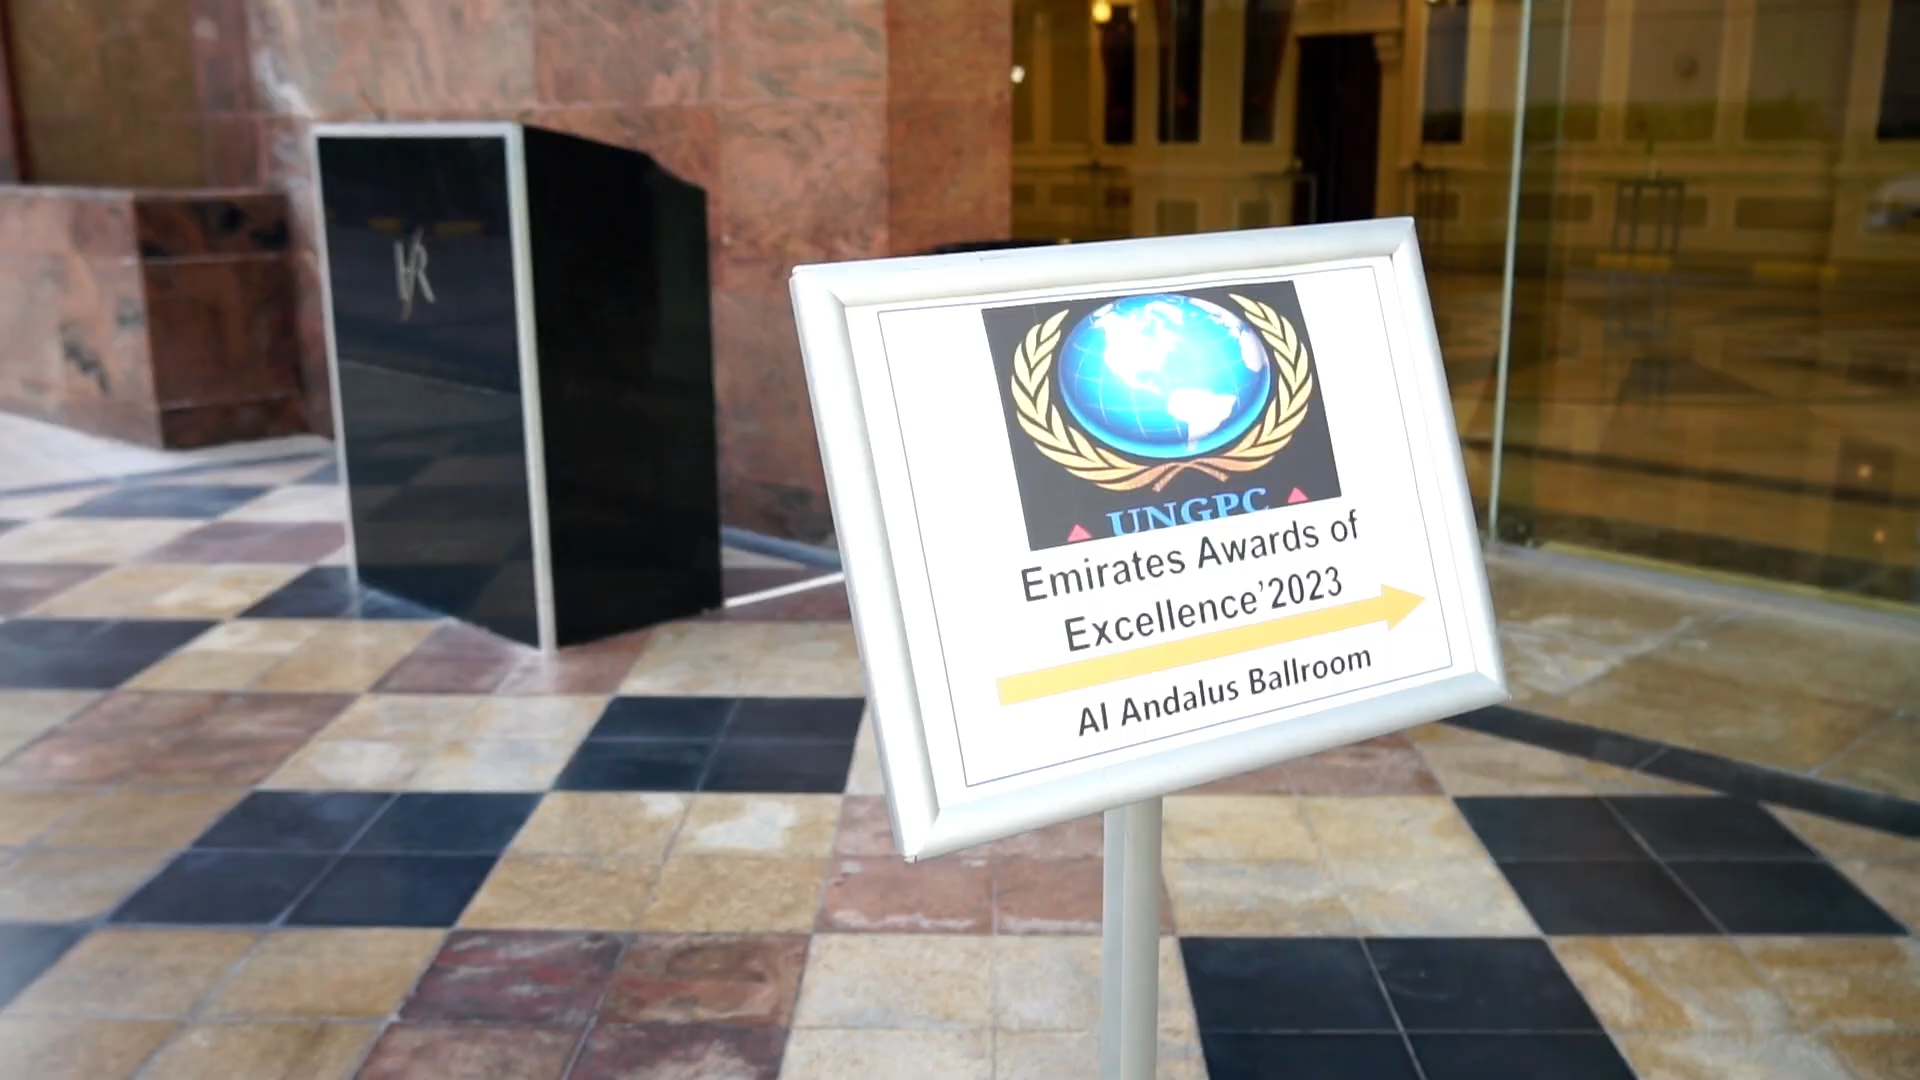 UNGPC
Emirates Awards of
Excellence'2023
Al Andalus Ballroom